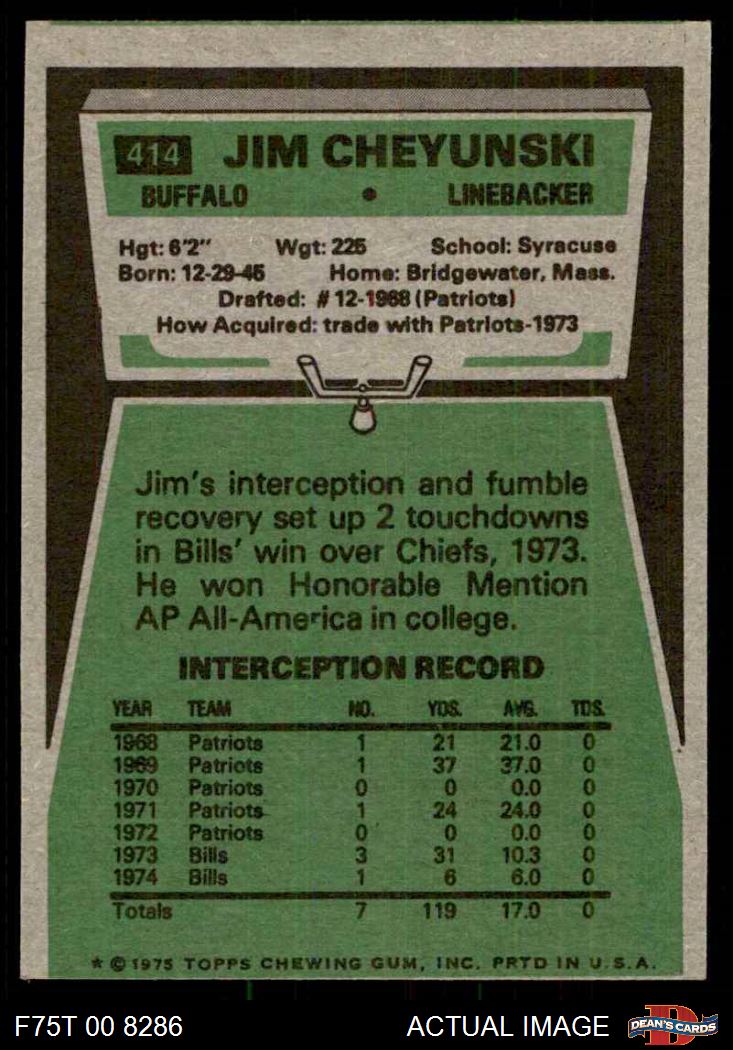 414 JIM CHEYUNSKI
BUFFALO • LINEBACKER
Hgt: 6'2" Wgt: 225 School: Syracuse
Born: 12-29-45 Home: Bridgewater, Mass.
Drafted: #12-1968 (Patriots)
How Acquired: trade with Patriots-1973
Jim's interception and fumble
recovery set up 2 touchdowns
in Bills' win over Chiefs, 1973.
He won Honorable Mention
AP All-America in college.
INTERCEPTION RECORD
YEAR TEAM NO. YDS. AVG. TDS.
1968 Patriots 1 21 21.0 0
1969 Patriots 1 37 37.0 0
1970 Patriots 0 0 0.0 0
1971 Patriots 1 24 24.0 0
1972 Patriots 0 0 0.0 0
1973 Bills 3 31 10.3 0
1974 Bills 1 6 6.0 0
Totals 7 119 17.0 0
* © 1975 TOPPS CHEWING GUM, INC. PRTD IN U.S.A.
F75T 00 8286 ACTUAL IMAGE DEAN'S CARDS